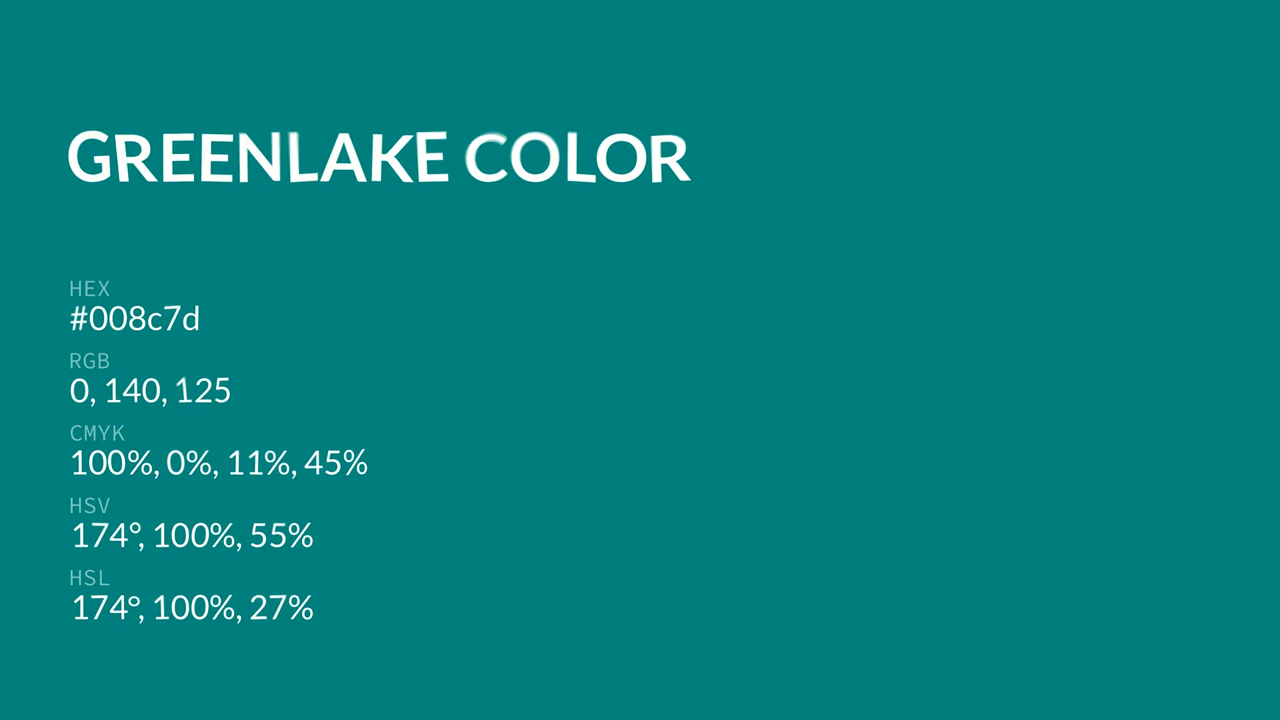 GREENLAKE COLOR
HEX
#008c7d
RGB
0, 140, 125
CMYK
100%, 0%, 11%, 45%
HSV
174°, 100%, 55%
HSL
174°, 100%, 27%